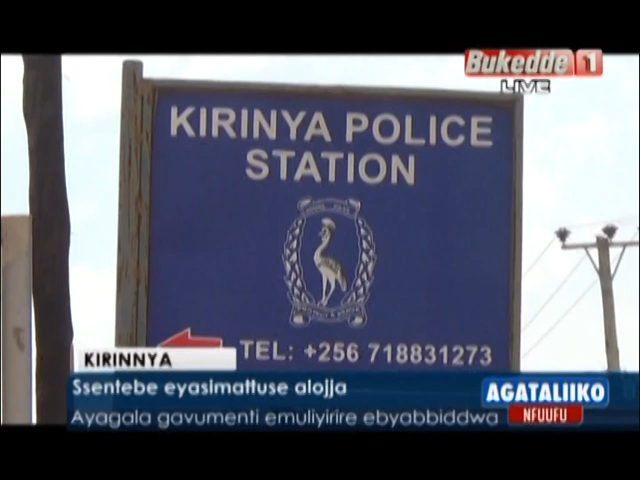 Bukedde 1
LIVE
KIRINYA POLICE
STATION
TEL: +256 718831273
KIRINNYA
Ssentebe eyasimattuse alojja
Ayagala gavumenti emuliyirire ebyabbiddwa
AGATALIIKO
NFUUFU